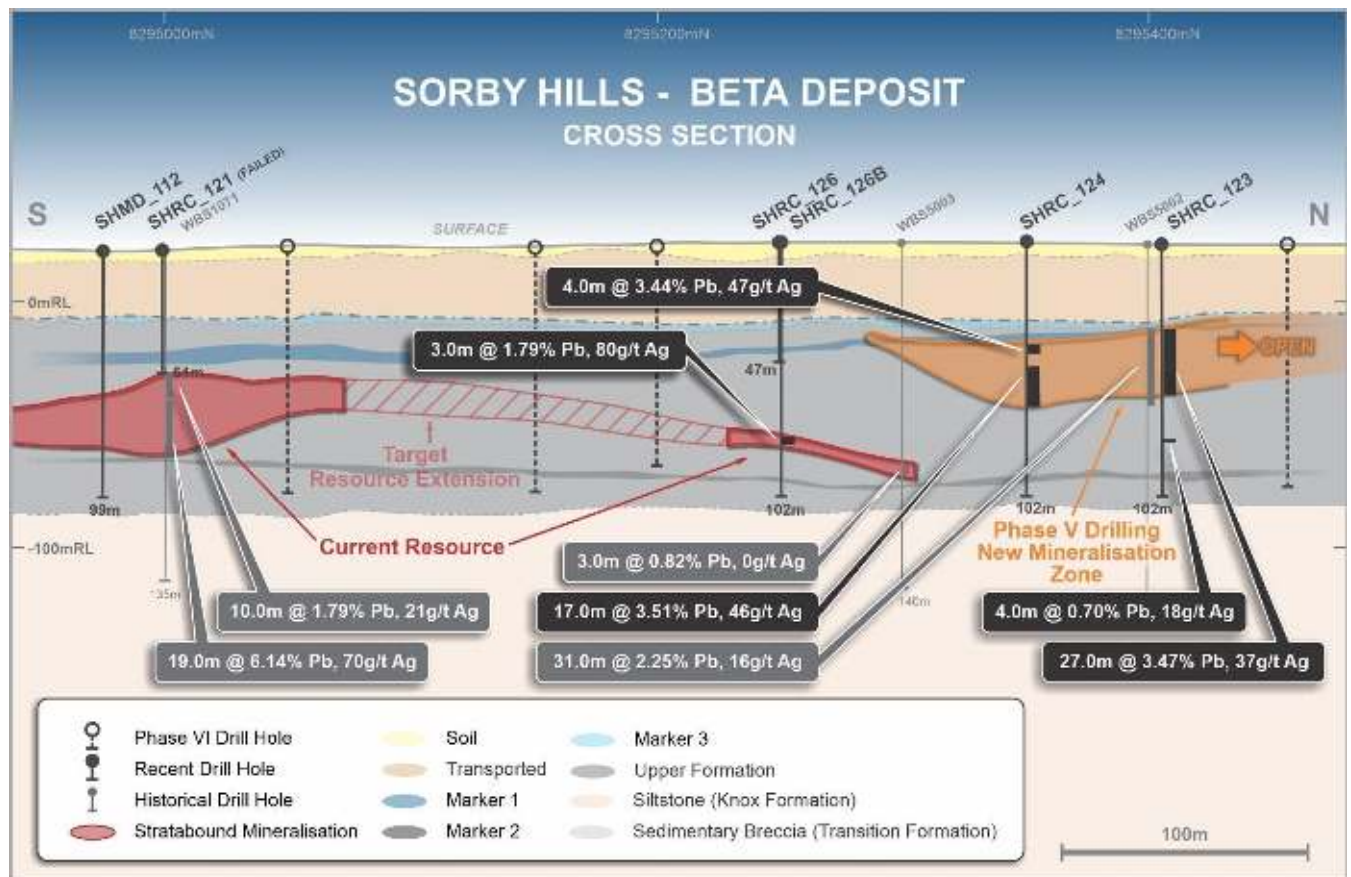 8295000mN
8295200mN
8295400mN
SORBY HILLS - BETA DEPOSIT
CROSS SECTION
S
SHMD_112
SHRC_121 (FAILED)
WBS1071
SURFACE
SHRC_126
SHRC_126B
WBS5003
SHRC_124
WBS5002
SHRC_123
N
0mRL
4.0m @ 3.44% Pb, 47g/t Ag
3.0m @ 1.79% Pb, 80g/t Ag
OPEN
47m
Target
Resource Extension
99m
102m
102m
102m
Phase V Drilling
New Mineralisation
Zone
Current Resource
-100mRL
3.0m @ 0.82% Pb, 0g/t Ag
135m
140m
10.0m @ 1.79% Pb, 21g/t Ag
17.0m @ 3.51% Pb, 46g/t Ag
4.0m @ 0.70% Pb, 18g/t Ag
19.0m @ 6.14% Pb, 70g/t Ag
31.0m @ 2.25% Pb, 16g/t Ag
27.0m @ 3.47% Pb, 37g/t Ag
Phase VI Drill Hole
Recent Drill Hole
Historical Drill Hole
Stratabound Mineralisation
Soil
Transported
Marker 1
Marker 2
Marker 3
Upper Formation
Siltstone (Knox Formation)
Sedimentary Breccia (Transition Formation)
100m